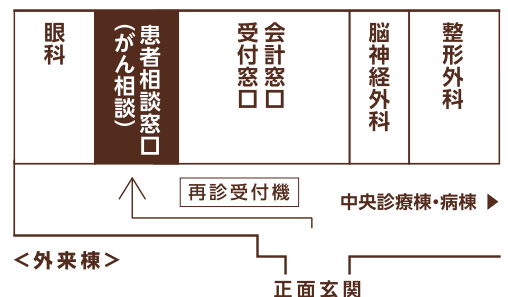 眼科
患者相談窓口
（がん相談）
会計窓口
受付窓口
脳神経外科
整形外科
再診受付機
中央診療棟・病棟 ▶
＜外来棟＞
正面玄関